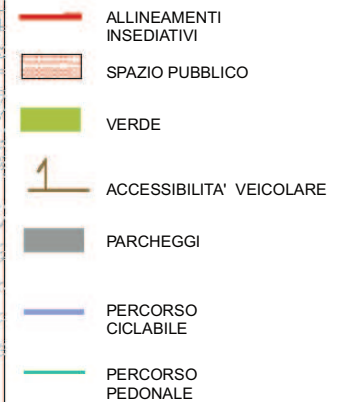 ALLINEAMENTI
INSEDIATIVI
SPAZIO PUBBLICO
VERDE
ACCESSIBILITA' VEICOLARE
PARCHEGGI
PERCORSO
CICLABILE
PERCORSO
PEDONALE